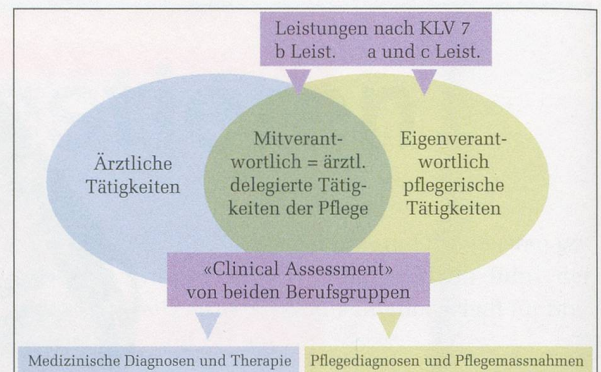 Leistungen nach KLV 7
b Leist. a und c Leist.
Ärztliche
Tätigkeiten
Mitverant-
wortlich = ärztl.
delegierte Tätig-
keiten der Pflege
Eigenverant-
wortlich
pflegerische
Tätigkeiten
«Clinical Assessment»
von beiden Berufsgruppen
Medizinische Diagnosen und Therapie
Pflegediagnosen und Pflegemassnahmen